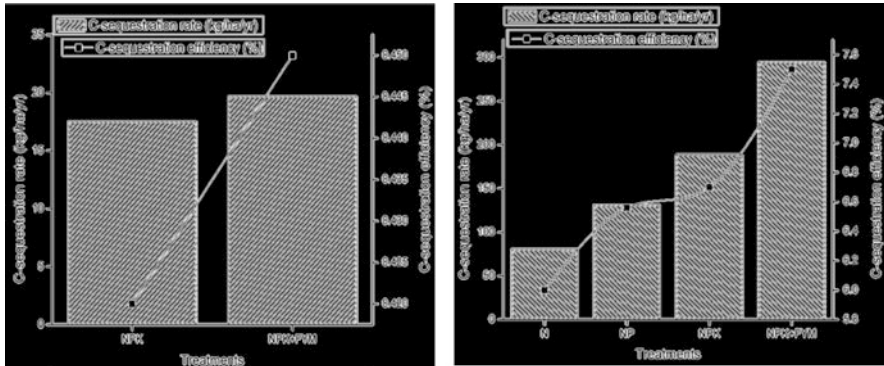 C-sequestration rate (kg/ha/yr)
C-sequestration efficiency (%)
35
20
15
10
5
0
C-sequestration rate (kg/ha/yr)
C-sequestration efficiency (%)
NPK
NPK+FYM
Treatments
C-sequestration rate (kg/ha/yr)
C-sequestration efficiency (%)
300
250
200
150
100
50
0
C-sequestration rate (kg/ha/yr)
7.6
7.4
7.2
7.0
6.8
6.6
6.4
6.2
6.0
5.8
C-sequestration efficiency (%)
N
NP
NPK
NPK+FYM
Treatments